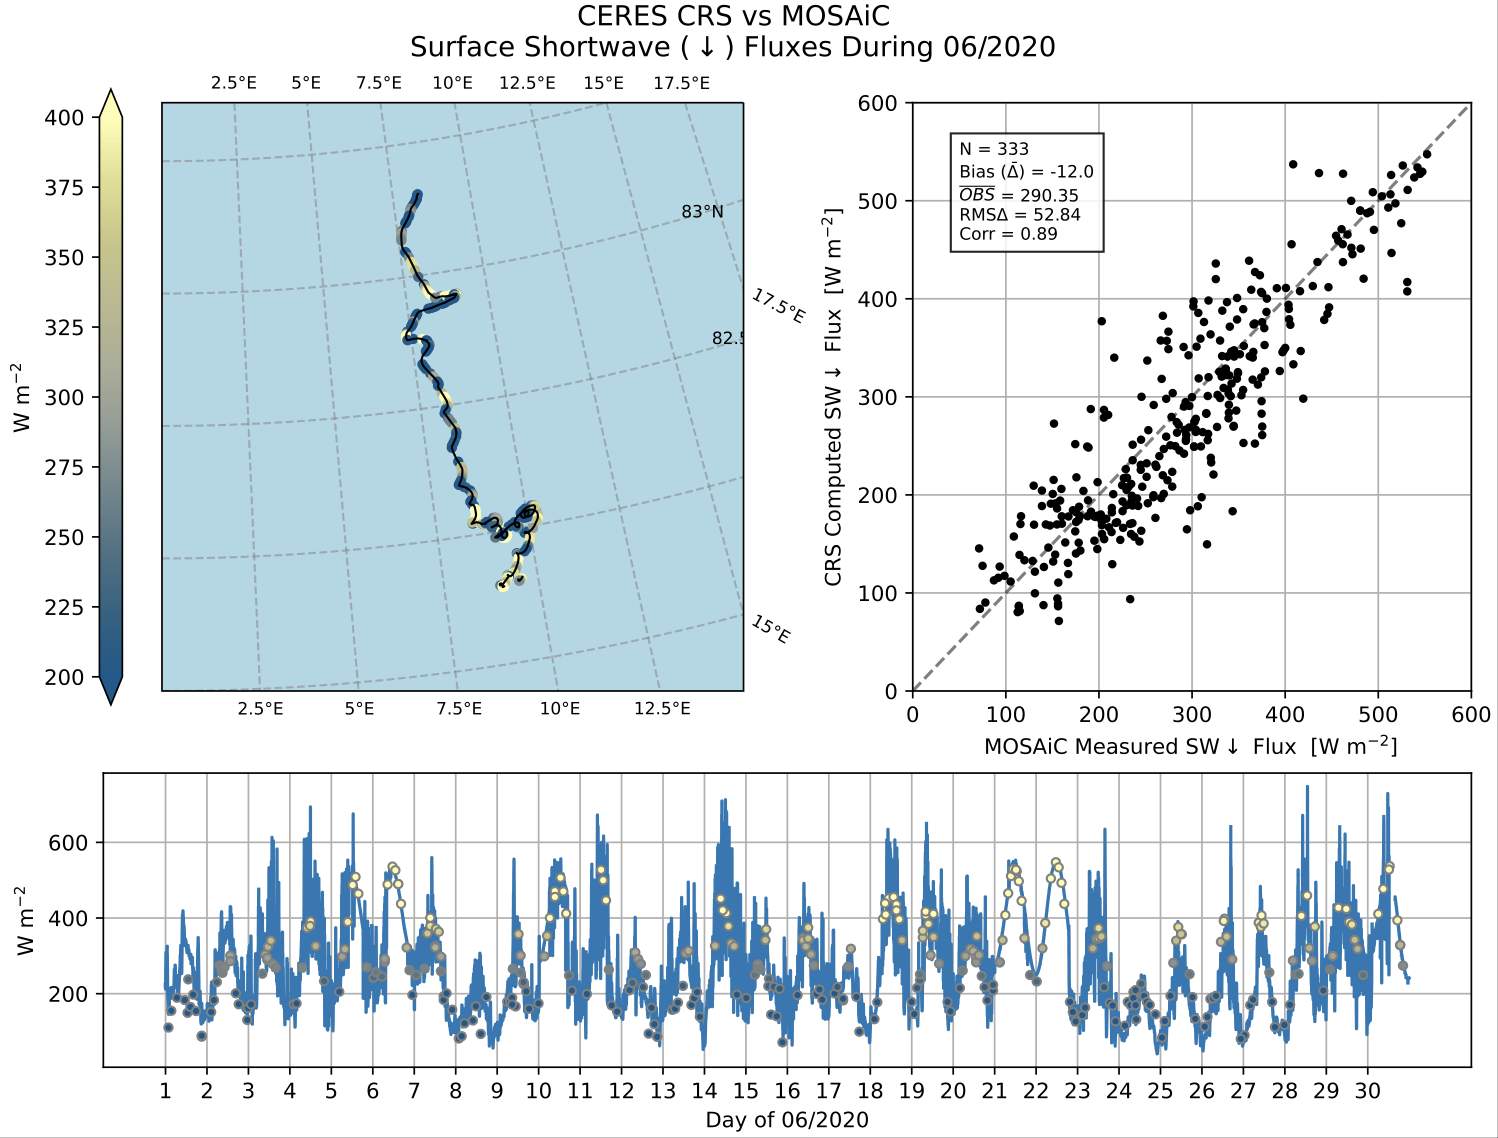 CERES CRS vs MOSAiC
Surface Shortwave ( ↓ ) Fluxes During 06/2020
2.5°E 5°E 7.5°E 10°E 12.5°E 15°E 17.5°E
400
375
350
325
300
275
250
225
200
W m⁻²
83°N
17.5°E
82.5
15°E
2.5°E 5°E 7.5°E 10°E 12.5°E
600
500
400
300
200
100
0
CRS Computed SW ↓ Flux [W m⁻²]
N = 333
Bias (Δ̄) = -12.0
O̅B̅S̅ = 290.35
RMSΔ = 52.84
Corr = 0.89
0 100 200 300 400 500 600
MOSAiC Measured SW ↓ Flux [W m⁻²]
600
400
200
W m⁻²
1 2 3 4 5 6 7 8 9 10 11 12 13 14 15 16 17 18 19 20 21 22 23 24 25 26 27 28 29 30
Day of 06/2020